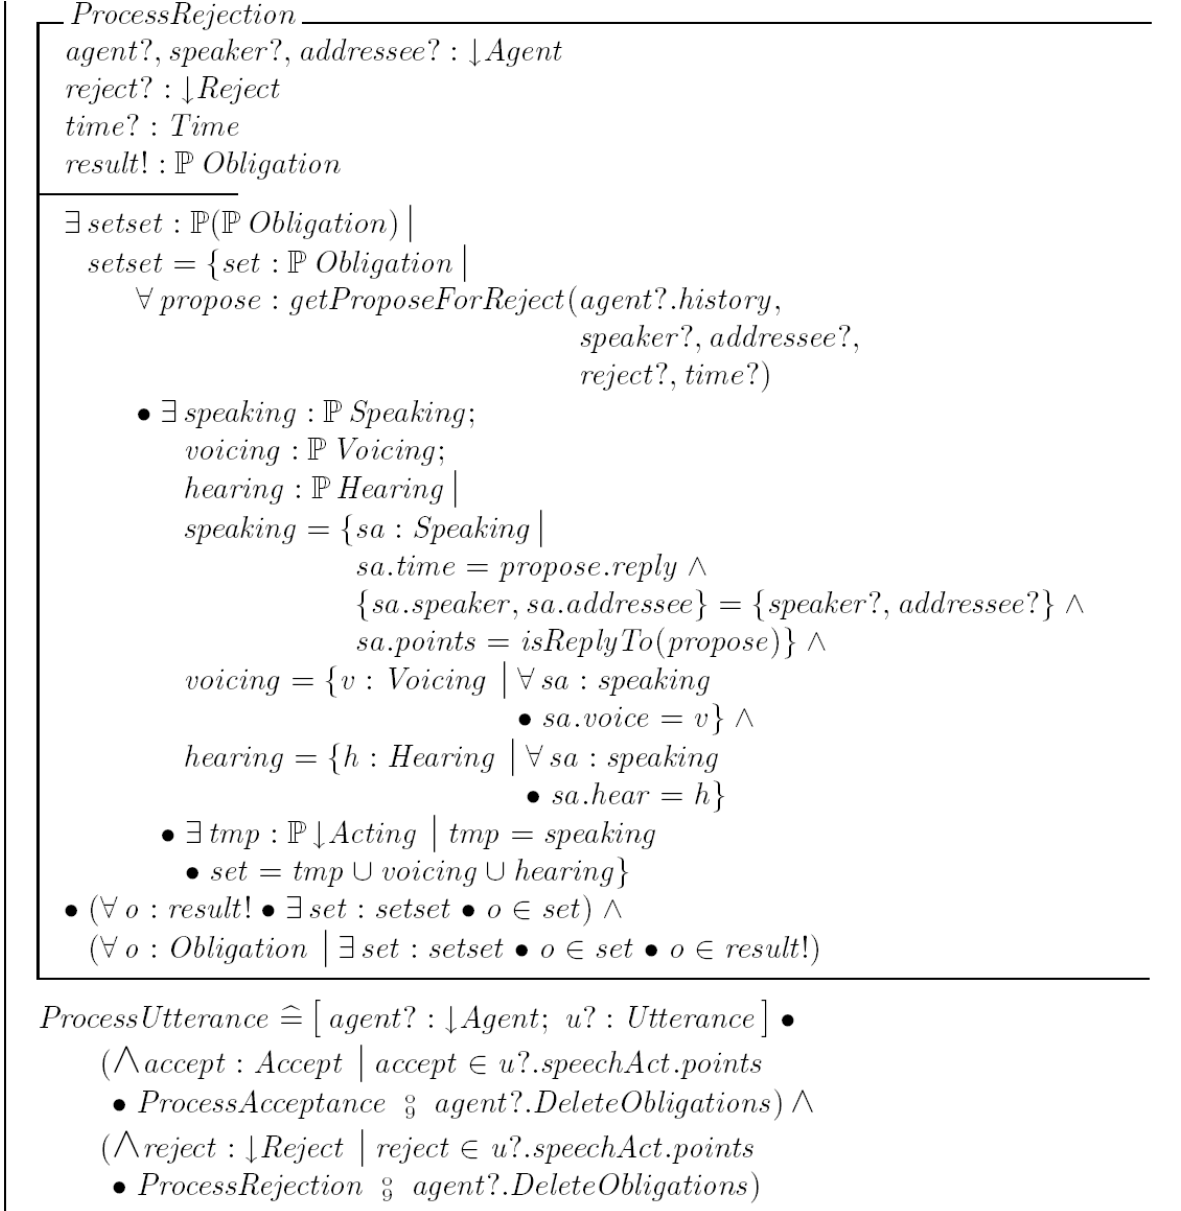 ProcessRejection
agent?, speaker?, addressee? : ↓Agent
reject? : ↓Reject
time? : Time
result! : ℙ Obligation
∃ setset : ℙ(ℙ Obligation) |
setset = {set : ℙ Obligation |
∀ propose : getProposeForReject(agent?.history,
speaker?, addressee?,
reject?, time?)
• ∃ speaking : ℙ Speaking;
voicing : ℙ Voicing;
hearing : ℙ Hearing |
speaking = {sa : Speaking |
sa.time = propose.reply ∧
{sa.speaker, sa.addressee} = {speaker?, addressee?} ∧
sa.points = isReplyTo(propose)} ∧
voicing = {v : Voicing | ∀ sa : speaking
• sa.voice = v} ∧
hearing = {h : Hearing | ∀ sa : speaking
• sa.hear = h}
• ∃ tmp : ℙ ↓Acting | tmp = speaking
• set = tmp ∪ voicing ∪ hearing}
• (∀ o : result! • ∃ set : setset • o ∈ set) ∧
(∀ o : Obligation | ∃ set : setset • o ∈ set • o ∈ result!)
ProcessUtterance ≙ [ agent? : ↓Agent; u? : Utterance ] •
(⋀ accept : Accept | accept ∈ u?.speechAct.points
• ProcessAcceptance ⨟ agent?.DeleteObligations) ∧
(⋀ reject : ↓Reject | reject ∈ u?.speechAct.points
• ProcessRejection ⨟ agent?.DeleteObligations)